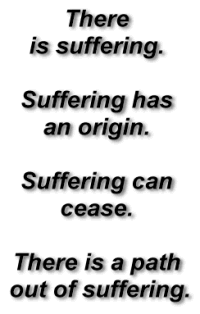 There
is suffering.
Suffering has
an origin.
Suffering can
cease.
There is a path
out of suffering.